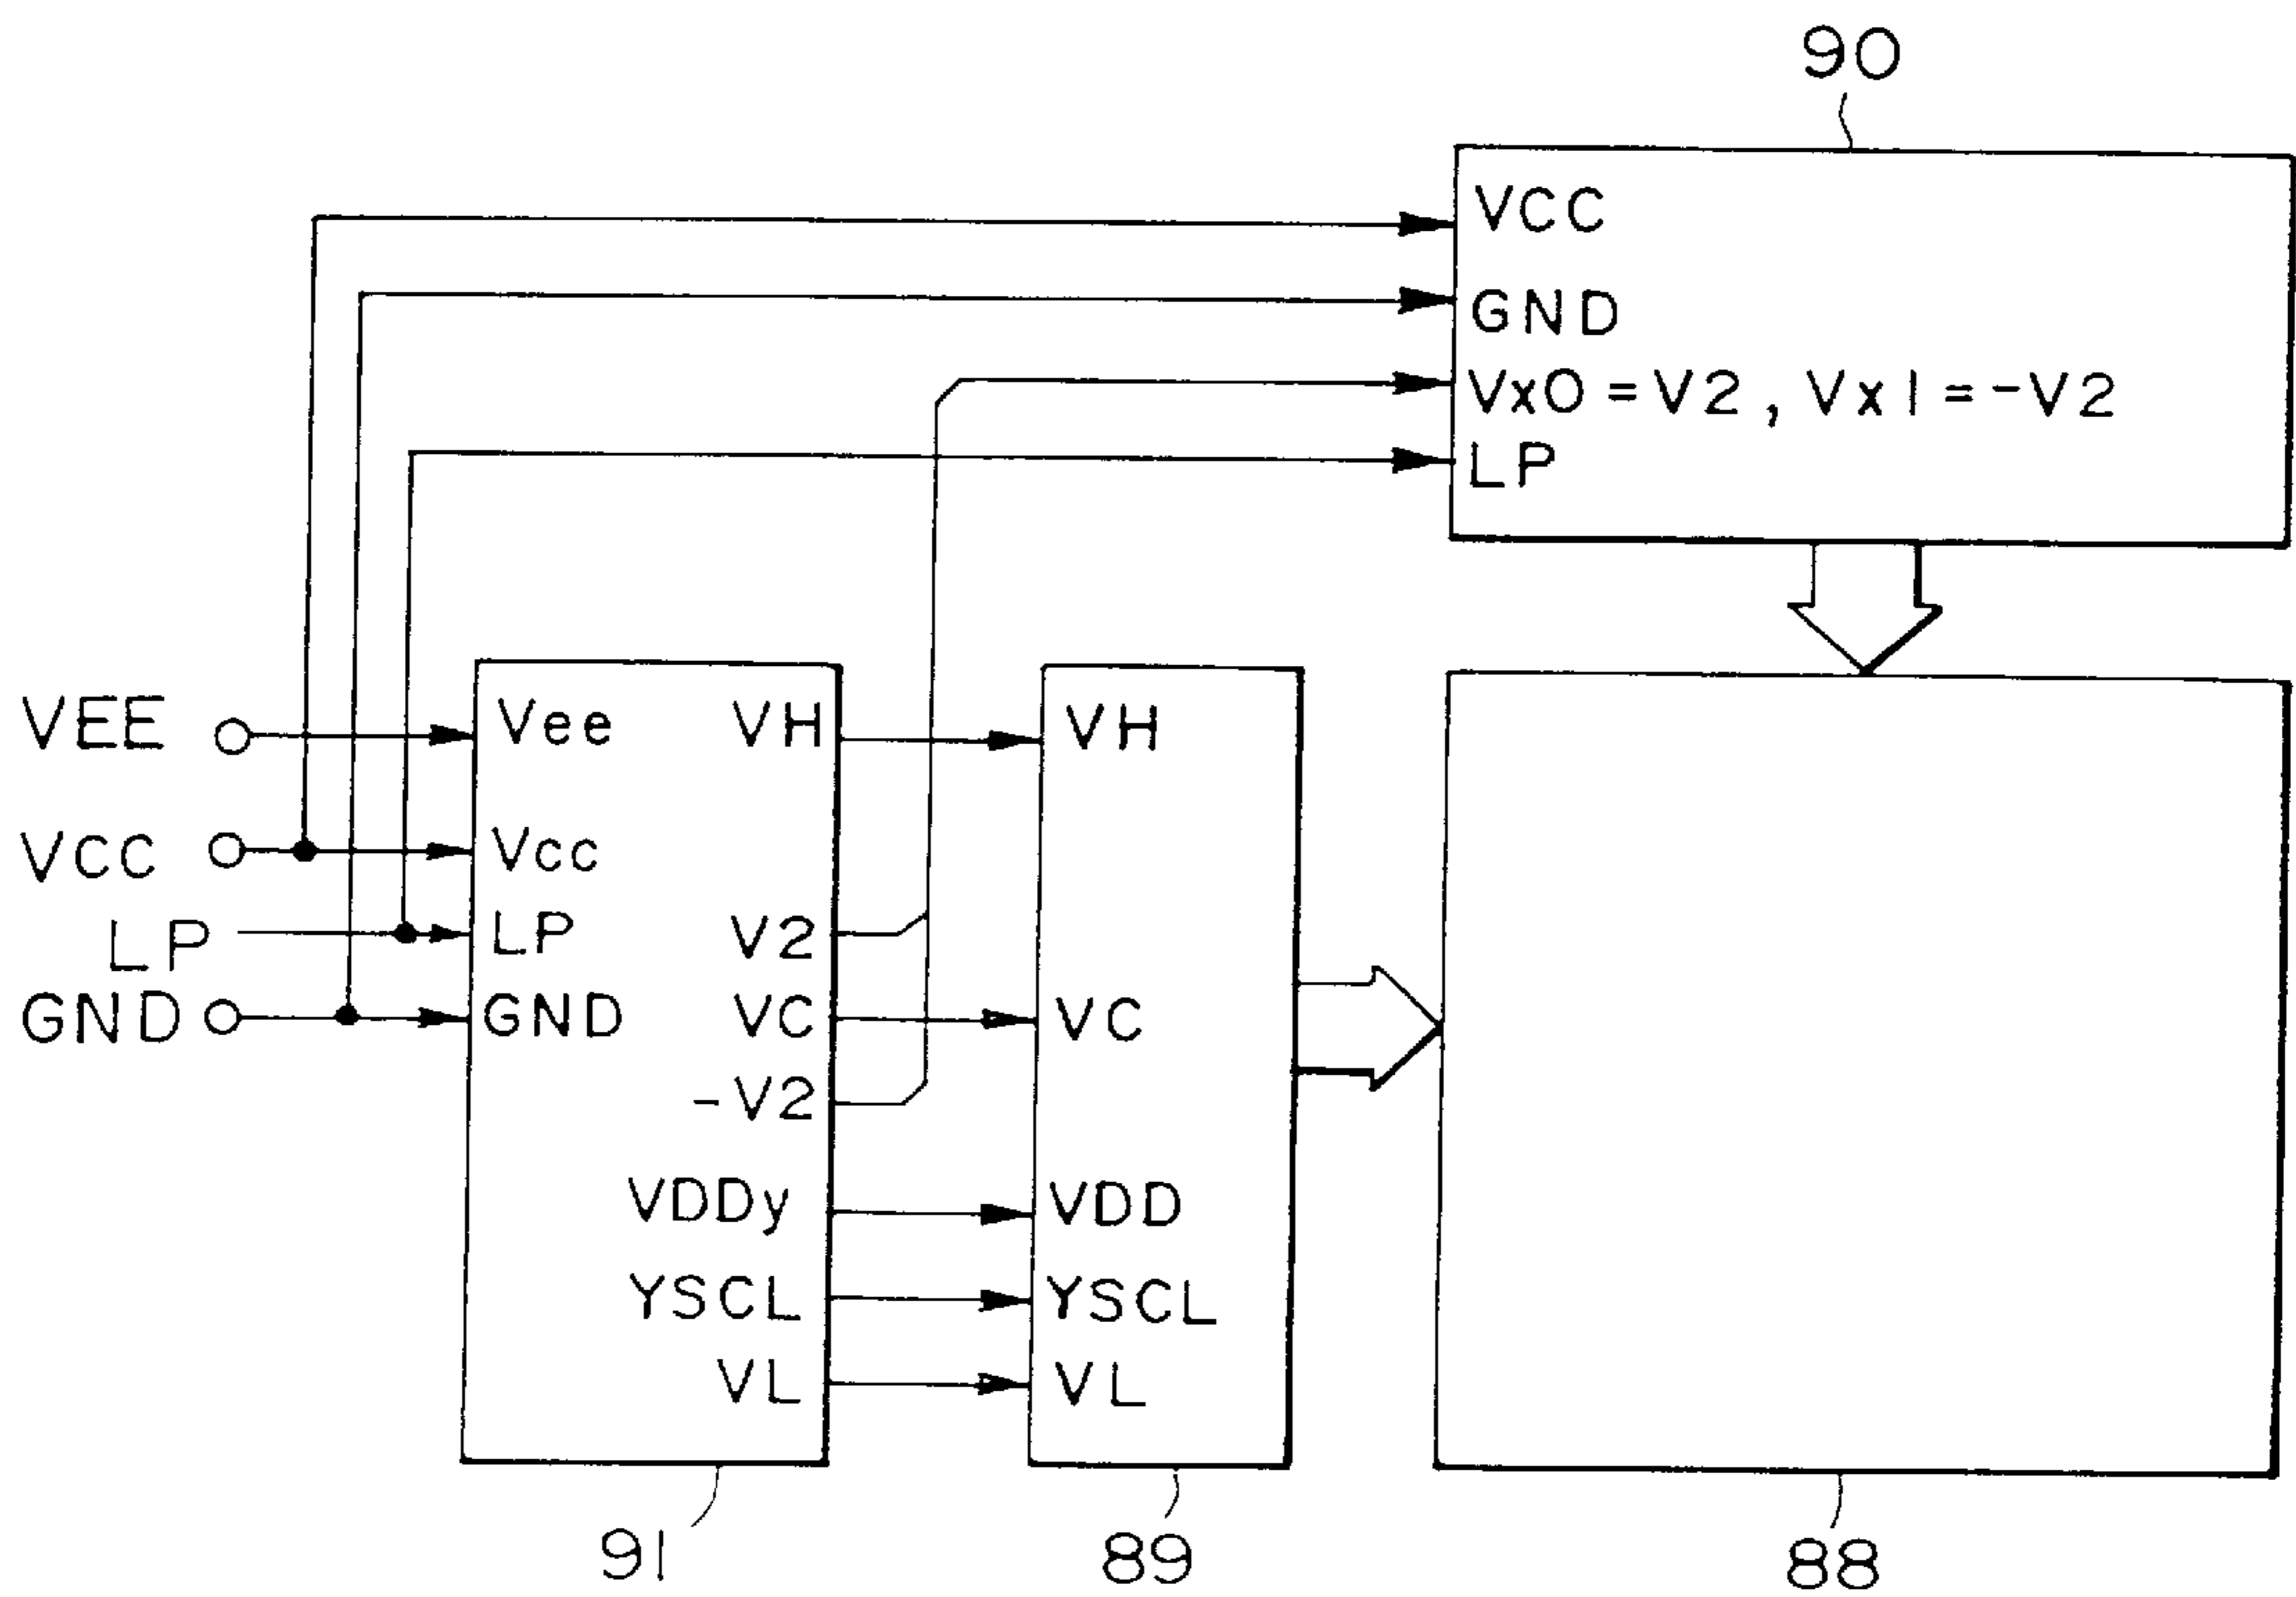 90
VCC
GND
Vx0 = V2, Vx1 = -V2
LP
VEE
VCC
LP
GND
Vee
Vcc
LP
GND
VH
V2
VC
-V2
VDDy
YSCL
VL
VH
VC
VDD
YSCL
VL
91
89
88